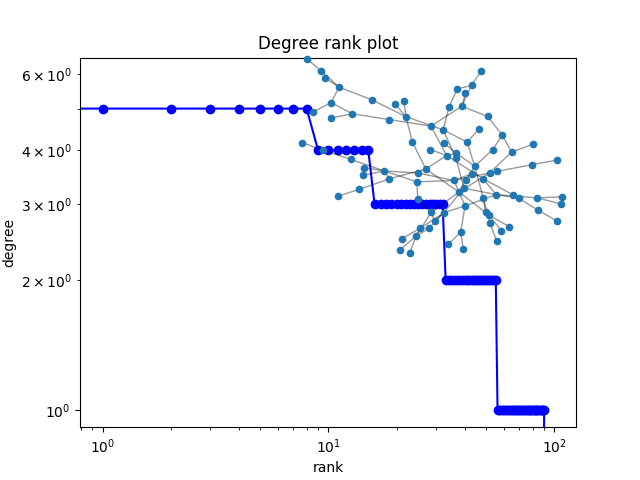 Degree rank plot
6 × 10⁰
4 × 10⁰
3 × 10⁰
2 × 10⁰
10⁰
degree
10⁰ 10¹ 10²
rank